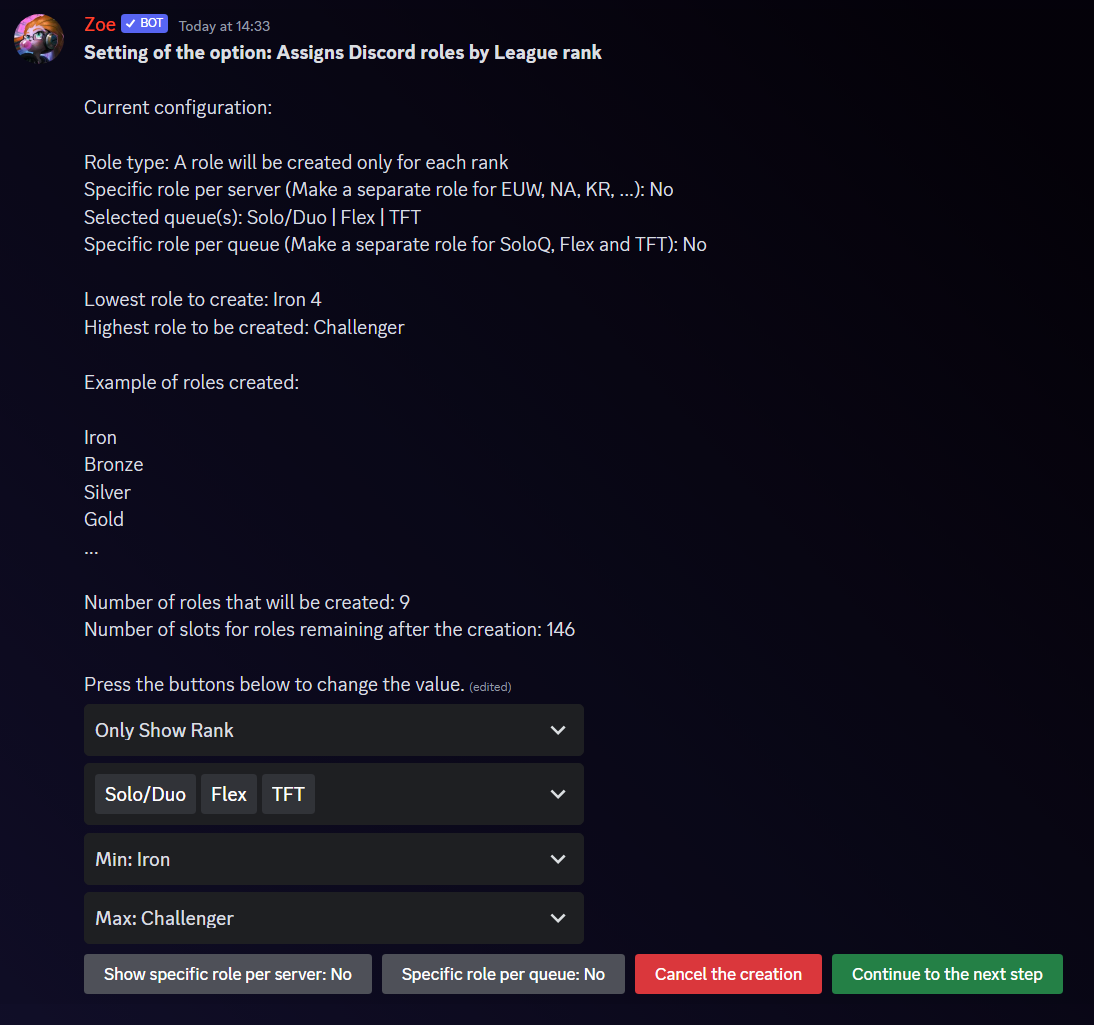 Zoe ✓ BOT Today at 14:33
Setting of the option: Assigns Discord roles by League rank
Current configuration:
Role type: A role will be created only for each rank
Specific role per server (Make a separate role for EUW, NA, KR, ...): No
Selected queue(s): Solo/Duo | Flex | TFT
Specific role per queue (Make a separate role for SoloQ, Flex and TFT): No
Lowest role to create: Iron 4
Highest role to be created: Challenger
Example of roles created:
Iron
Bronze
Silver
Gold
...
Number of roles that will be created: 9
Number of slots for roles remaining after the creation: 146
Press the buttons below to change the value. (edited)
Only Show Rank
Solo/Duo Flex TFT
Min: Iron
Max: Challenger
Show specific role per server: No Specific role per queue: No Cancel the creation Continue to the next step